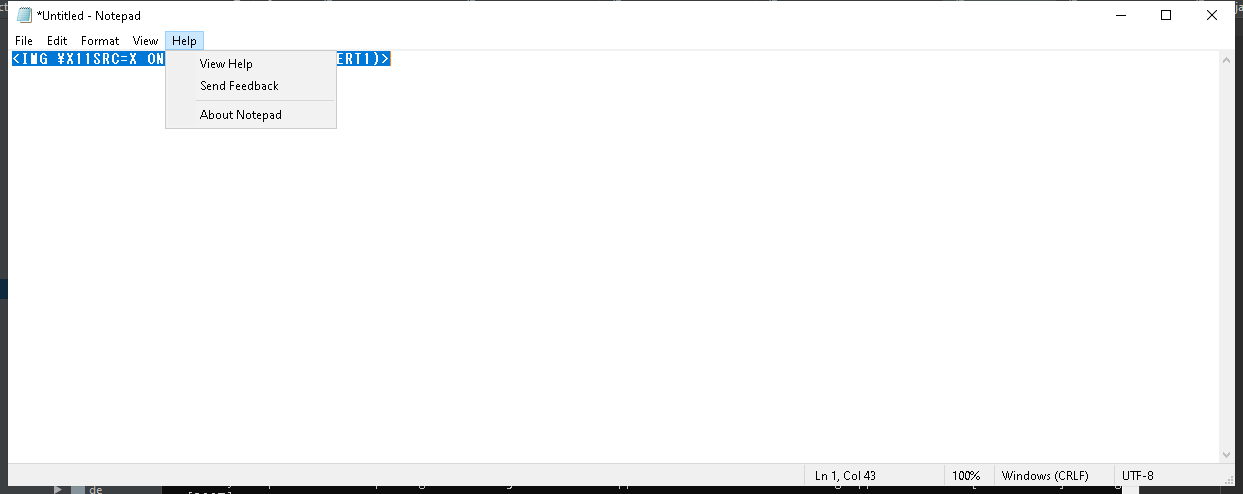 *Untitled - Notepad
File Edit Format View Help
<IMG ¥X11SRC=X ON ERT1)>
View Help
Send Feedback
About Notepad
Ln 1, Col 43 100% Windows (CRLF) UTF-8
de